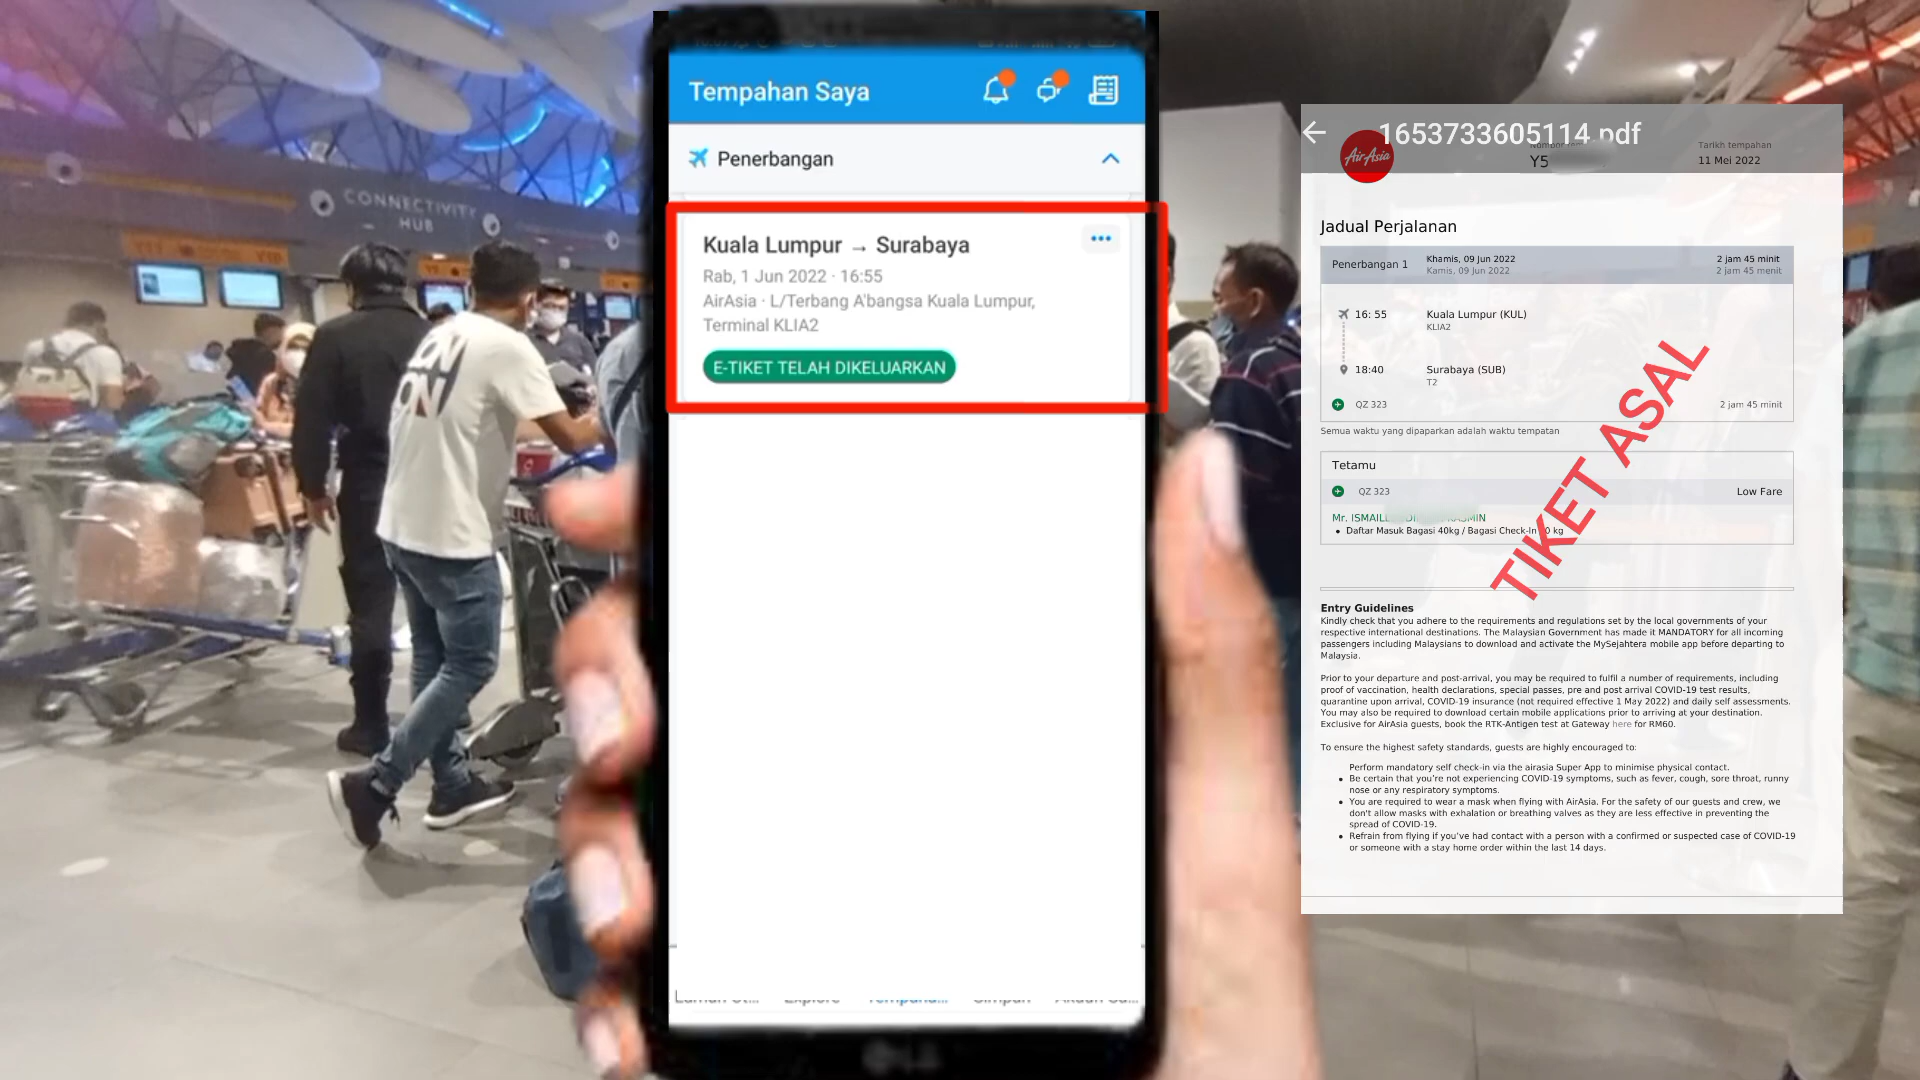 Tempahan Saya
Penerbangan
Kuala Lumpur → Surabaya
Rab, 1 Jun 2022 · 16:55
AirAsia · L/Terbang A'bangsa Kuala Lumpur,
Terminal KLIA2
E-TIKET TELAH DIKELUARKAN
Explore
CONNECTIVITY
HUB
1653733605114.pdf
AirAsia
Y5
Tarikh tempahan
11 Mei 2022
Jadual Perjalanan
Penerbangan 1
Khamis, 09 Jun 2022
Kamis, 09 Jun 2022
2 jam 45 minit
2 jam 45 menit
16: 55
Kuala Lumpur (KUL)
KLIA2
18:40
Surabaya (SUB)
T2
QZ 323
2 jam 45 minit
Semua waktu yang dipaparkan adalah waktu tempatan
Tetamu
QZ 323
Low Fare
Mr.
Daftar Masuk Bagasi 40kg / Bagasi Check-In kg
TIKET ASAL
Entry Guidelines
Kindly check that you adhere to the requirements and regulations set by the local governments of your
respective international destinations. The Malaysian Government has made it MANDATORY for all incoming
passengers including Malaysians to download and activate the MySejahtera mobile app before departing to
Malaysia.
Prior to your departure and post-arrival, you may be required to fulfil a number of requirements, including
proof of vaccination, health declarations, special passes, pre and post arrival COVID-19 test results,
quarantine upon arrival, COVID-19 insurance (not required effective 1 May 2022) and daily self assessments.
You may also be required to download certain mobile applications prior to arriving at your destination.
Exclusive for AirAsia guests, book the RTK-Antigen test at Gateway here for RM60.
To ensure the highest safety standards, guests are highly encouraged to:
Perform mandatory self check-in via the airasia Super App to minimise physical contact.
• Be certain that you're not experiencing COVID-19 symptoms, such as fever, cough, sore throat, runny
nose or any respiratory symptoms.
• You are required to wear a mask when flying with AirAsia. For the safety of our guests and crew, we
don't allow masks with exhalation or breathing valves as they are less effective in preventing the
spread of COVID-19.
• Refrain from flying if you've had contact with a person with a confirmed or suspected case of COVID-19
or someone with a stay home order within the last 14 days.